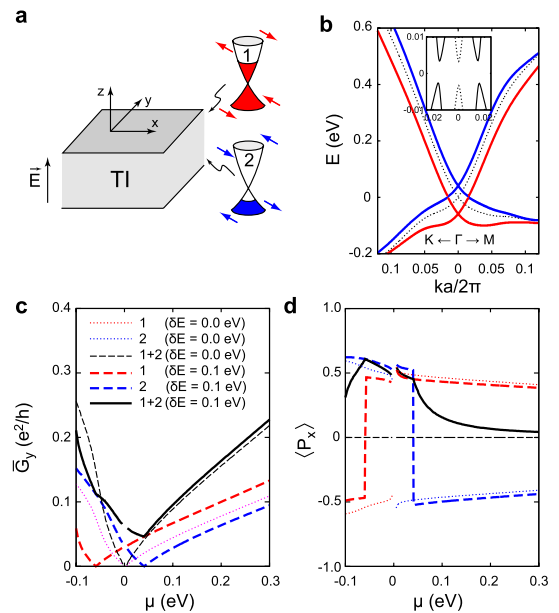 a
z
y
x
E
TI
1
2
b
E (eV)
0.6
0.4
0.2
0
-0.2
0.01
0
-0.01
0.02
0
0.02
K ← Γ → M
0.1
0.05
0
0.05
0.1
ka/2π
c
G̅y (e²/h)
0.4
0.3
0.2
0.1
0
1 (δE = 0.0 eV)
2 (δE = 0.0 eV)
1+2 (δE = 0.0 eV)
1 (δE = 0.1 eV)
2 (δE = 0.1 eV)
1+2 (δE = 0.1 eV)
-0.1
0
0.1
0.2
0.3
μ (eV)
d
⟨Px⟩
1.0
0.5
0
-0.5
-1.0
-0.1
0
0.1
0.2
0.3
μ (eV)